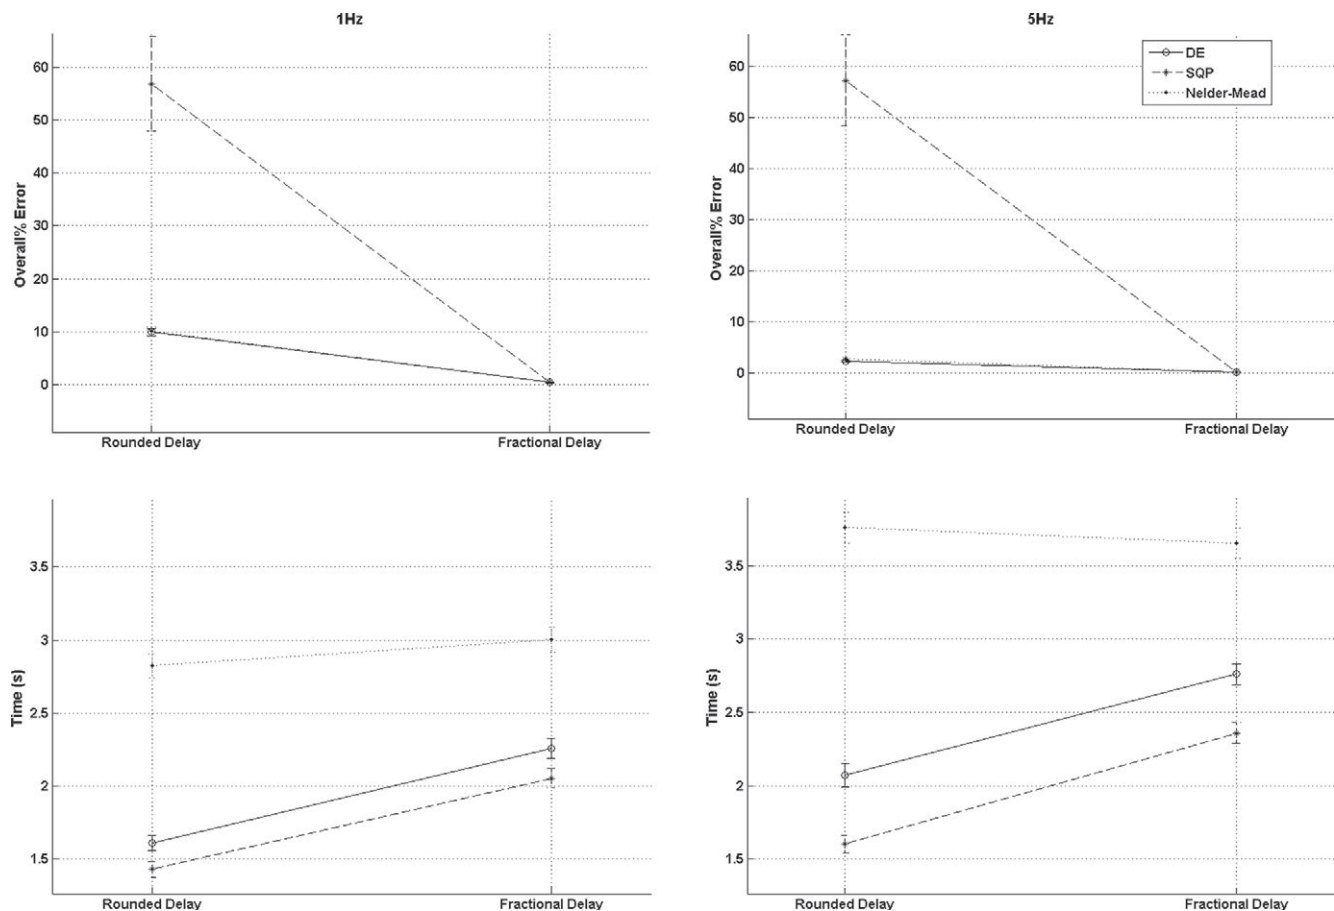 1Hz
60
50
40
30
20
10
0
Overall% Error
Rounded Delay
Fractional Delay
5Hz
DE
SQP
Nelder-Mead
60
50
40
30
20
10
0
Overall% Error
Rounded Delay
Fractional Delay
3.5
3
2.5
2
1.5
Time (s)
Rounded Delay
Fractional Delay
3.5
3
2.5
2
1.5
Time (s)
Rounded Delay
Fractional Delay